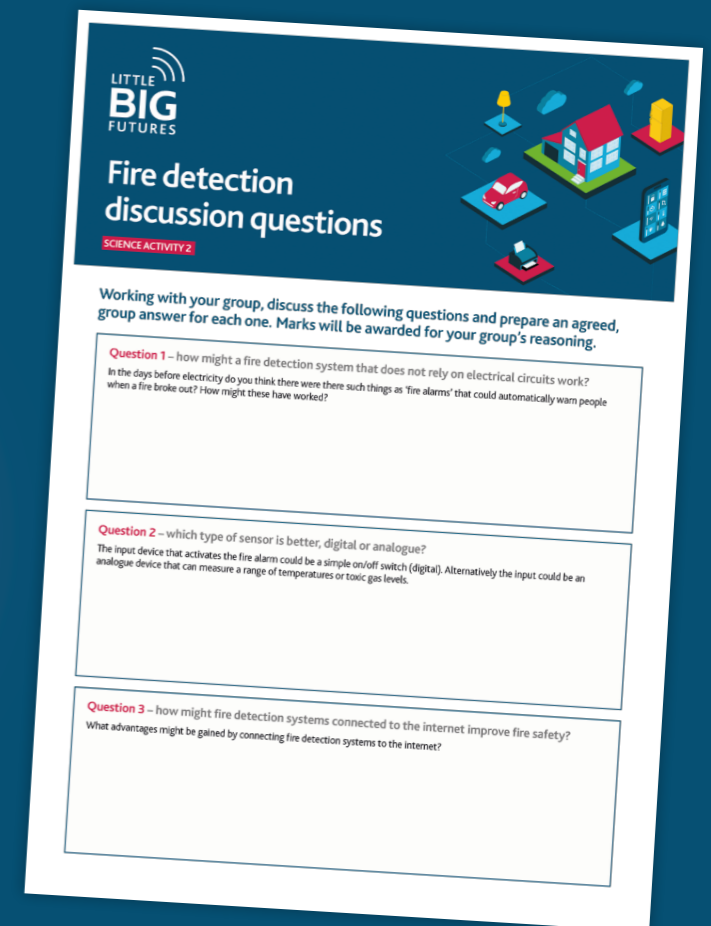 LITTLE
BIG
FUTURES
Fire detection
discussion questions
SCIENCE ACTIVITY 2
Working with your group, discuss the following questions and prepare an agreed,
group answer for each one. Marks will be awarded for your group's reasoning.
Question 1 – how might a fire detection system that does not rely on electrical circuits work?
In the days before electricity do you think there were there such things as 'fire alarms' that could automatically warn people
when a fire broke out? How might these have worked?
Question 2 – which type of sensor is better, digital or analogue?
The input device that activates the fire alarm could be a simple on/off switch (digital). Alternatively the input could be an
analogue device that can measure a range of temperatures or toxic gas levels.
Question 3 – how might fire detection systems connected to the internet improve fire safety?
What advantages might be gained by connecting fire detection systems to the internet?